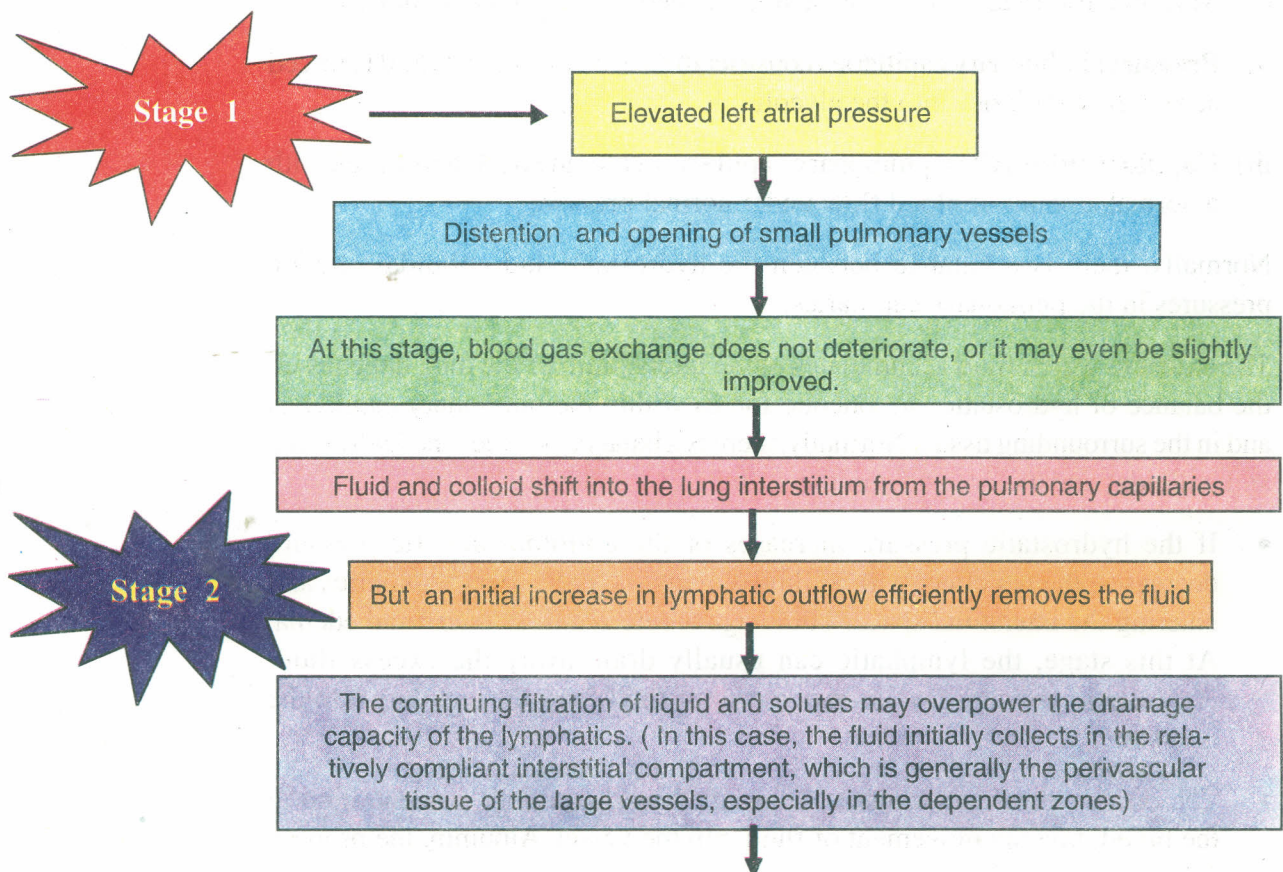 Stage 1
Elevated left atrial pressure
Distention and opening of small pulmonary vessels
At this stage, blood gas exchange does not deteriorate, or it may even be slightly
improved.
Fluid and colloid shift into the lung interstitium from the pulmonary capillaries
Stage 2
But an initial increase in lymphatic outflow efficiently removes the fluid
The continuing filtration of liquid and solutes may overpower the drainage
capacity of the lymphatics. ( In this case, the fluid initially collects in the rela-
tively compliant interstitial compartment, which is generally the perivascular
tissue of the large vessels, especially in the dependent zones)